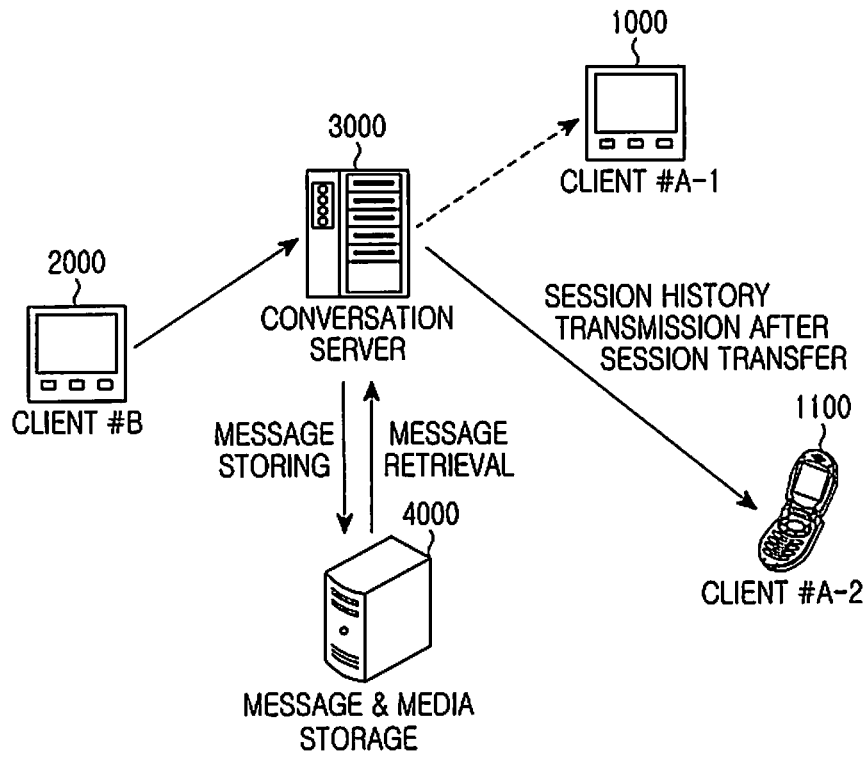 1000
CLIENT #A-1
3000
CONVERSATION
SERVER
2000
CLIENT #B
SESSION HISTORY
TRANSMISSION AFTER
SESSION TRANSFER
MESSAGE
STORING
MESSAGE
RETRIEVAL
1100
CLIENT #A-2
4000
MESSAGE & MEDIA
STORAGE